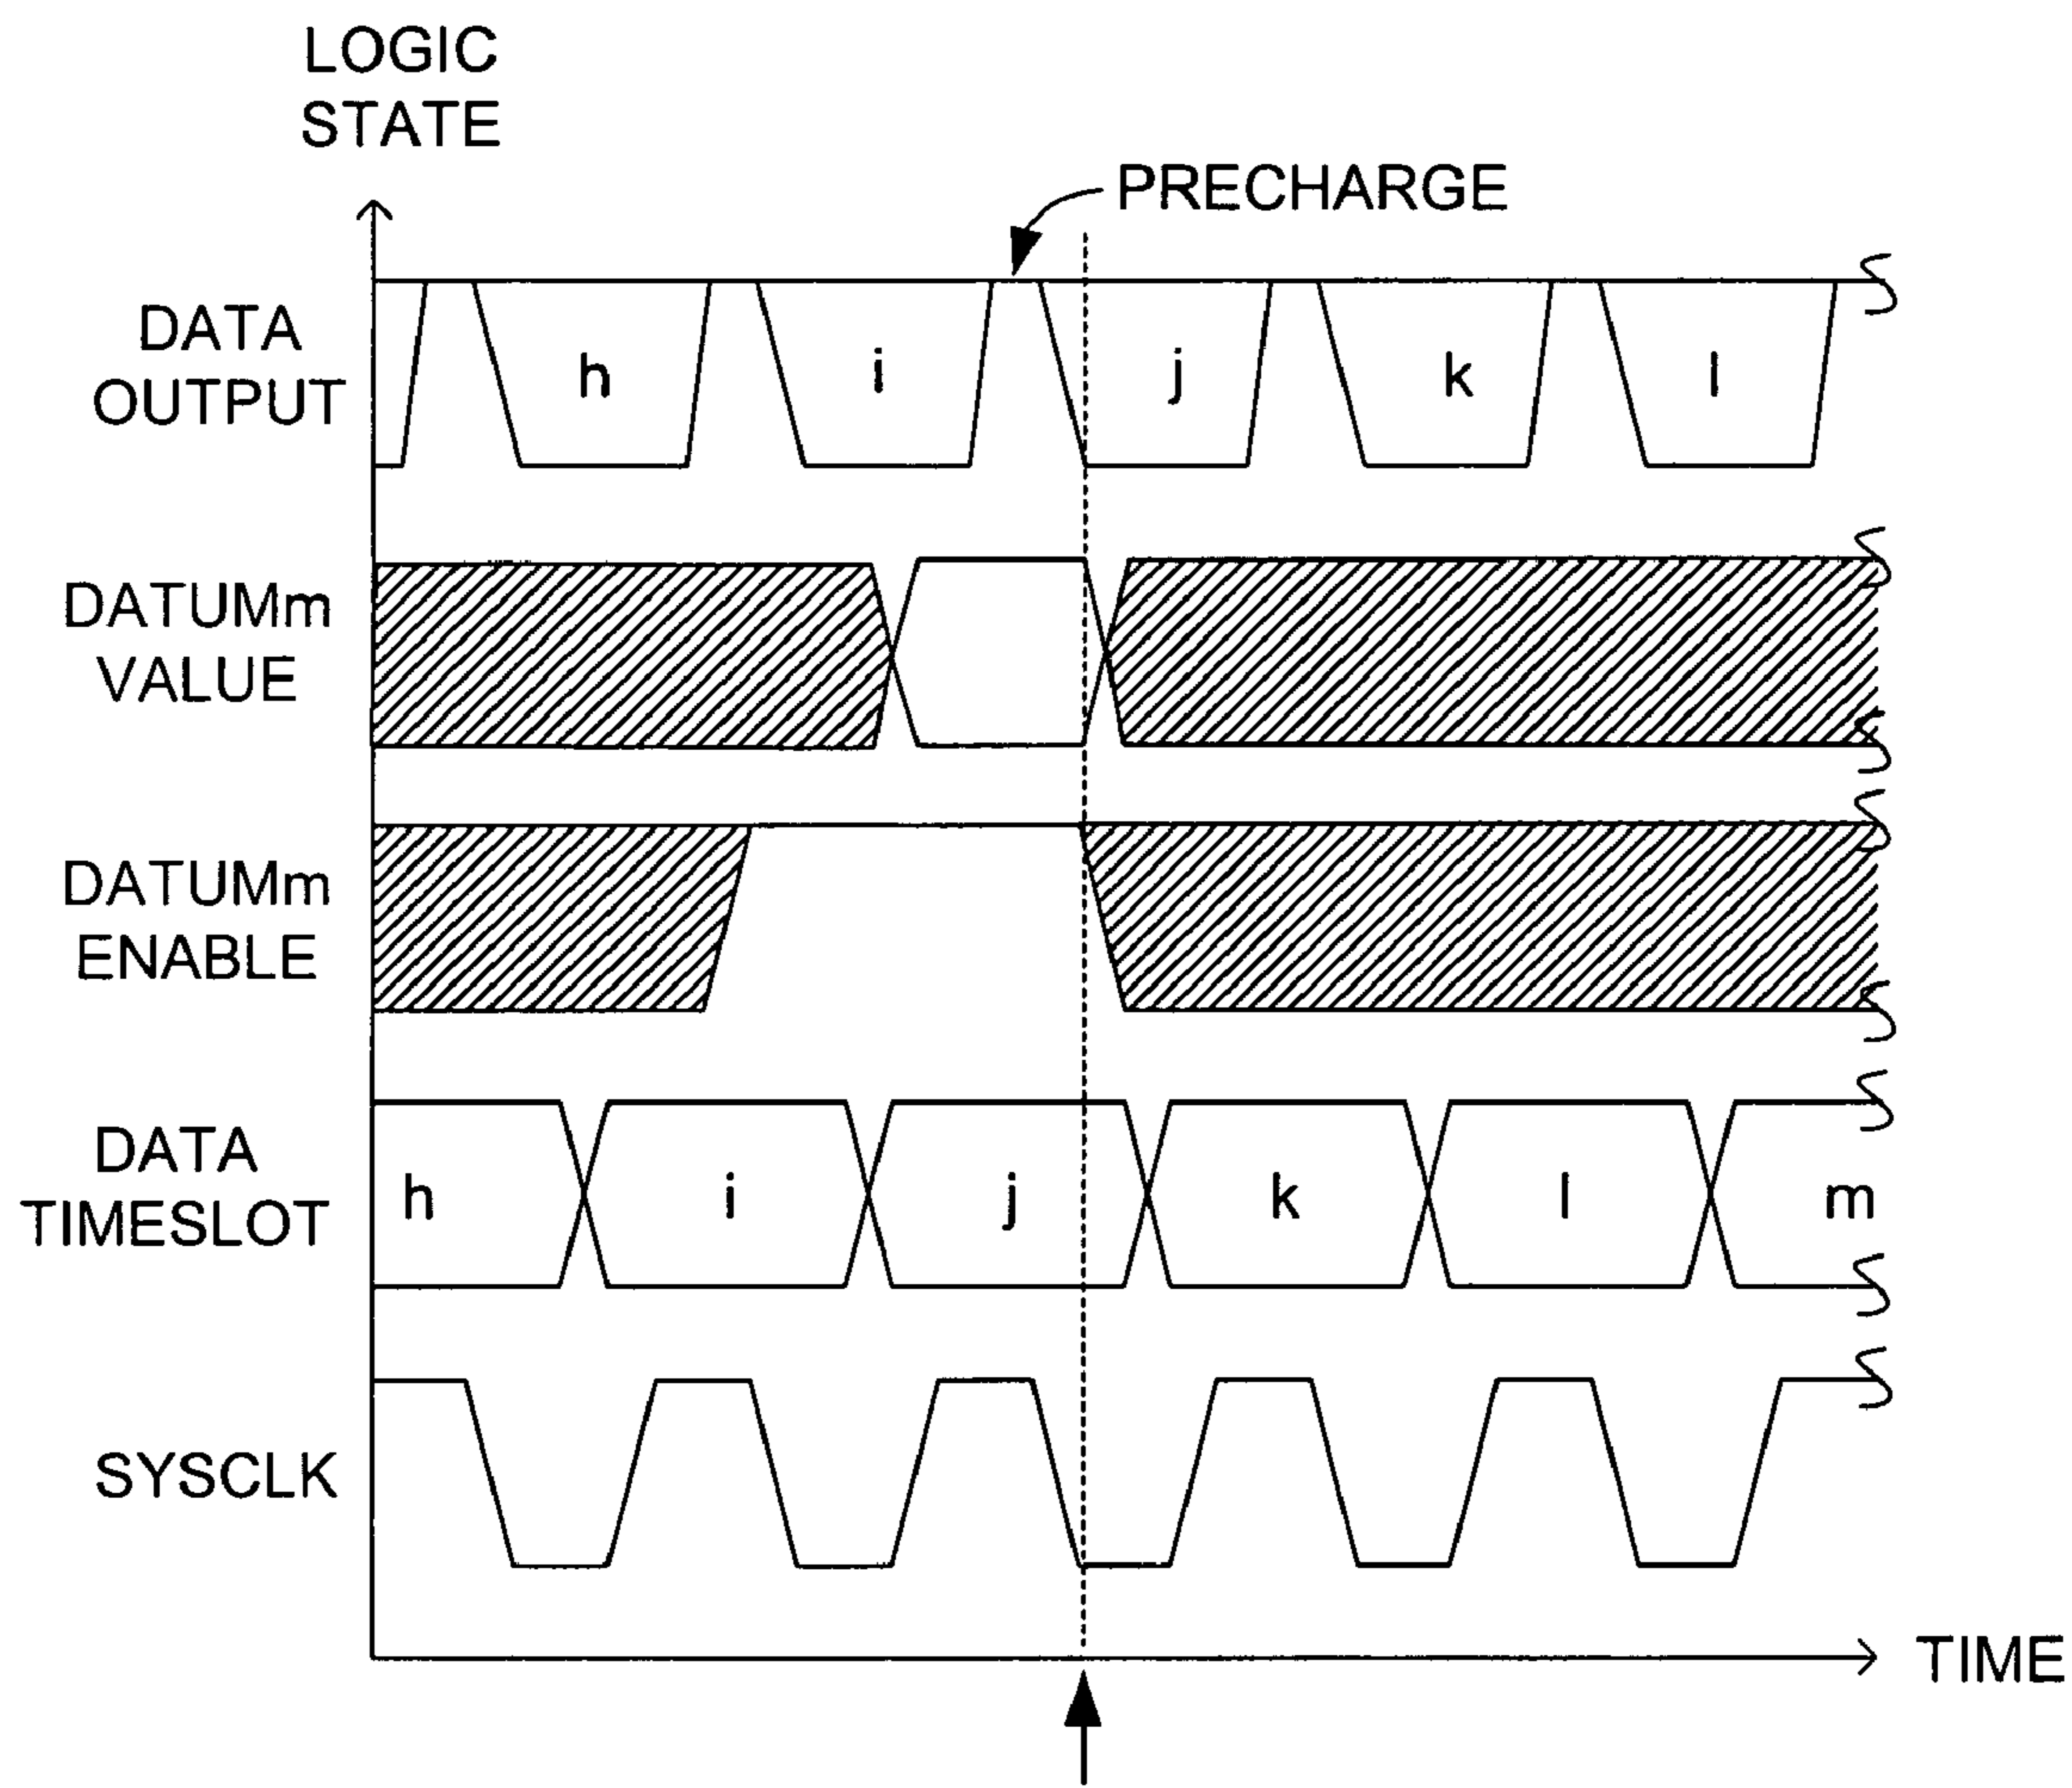 LOGIC
STATE
PRECHARGE
DATA
OUTPUT
h i j k l
DATUMm
VALUE
DATUMm
ENABLE
DATA
TIMESLOT
h i j k l m
SYSCLK
TIME